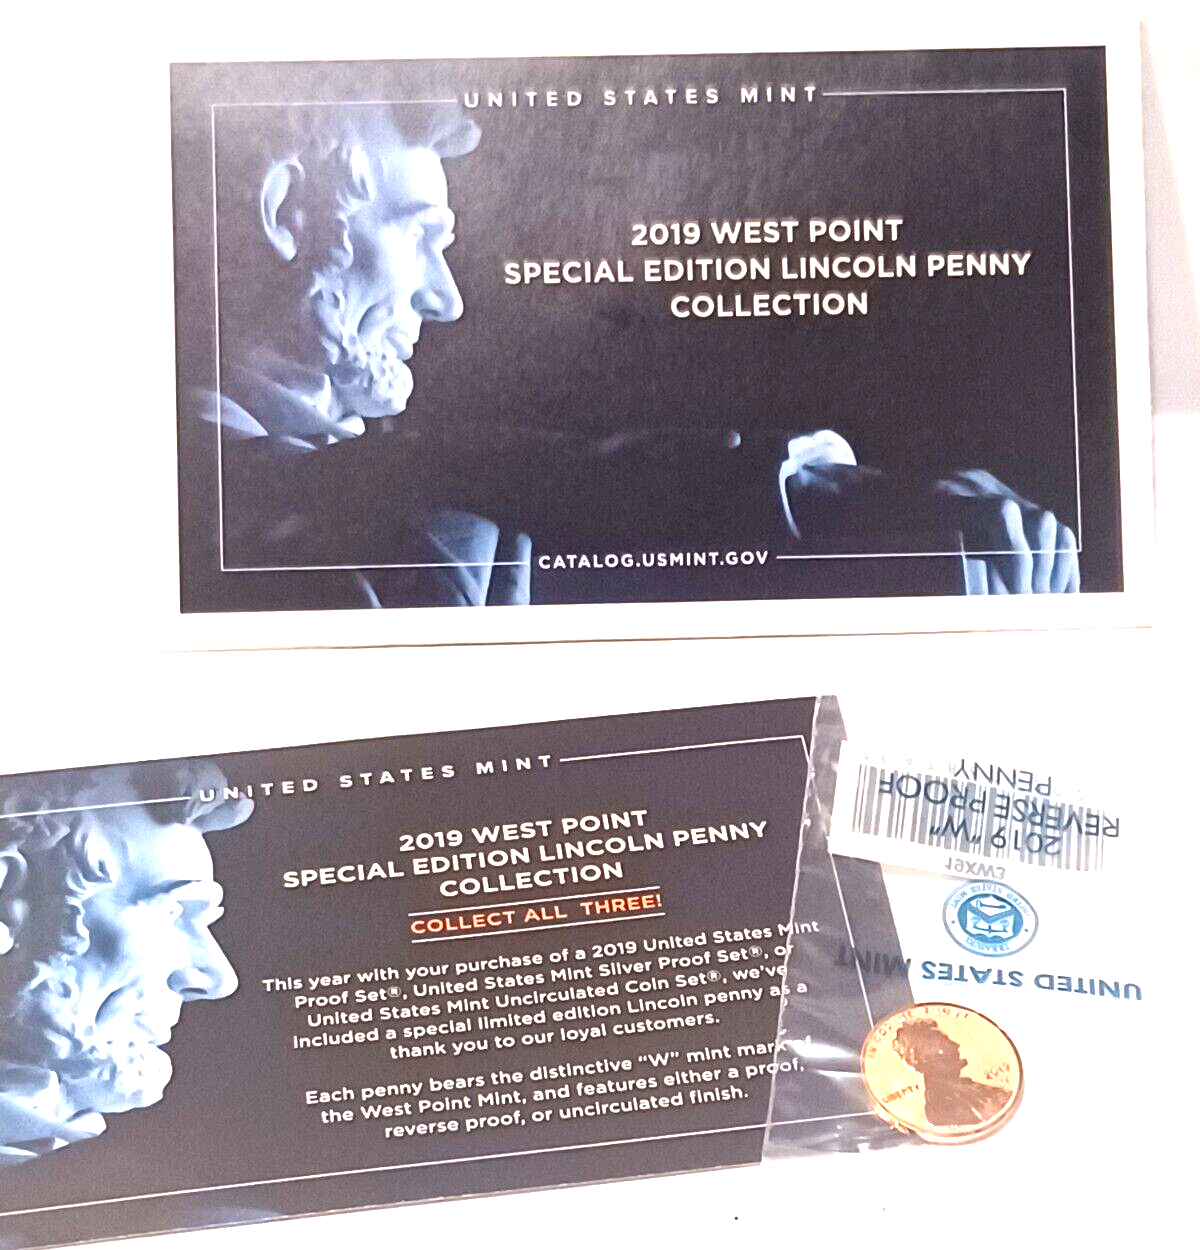 UNITED STATES MINT
2019 WEST POINT
SPECIAL EDITION LINCOLN PENNY
COLLECTION
CATALOG.USMINT.GOV
UNITED STATES MINT
2019 WEST POINT
SPECIAL EDITION LINCOLN PENNY
COLLECTION
COLLECT ALL THREE!
This year with your purchase of a 2019 United States Mint
Proof Set®, United States Mint Silver Proof Set®, or
United States Mint Uncirculated Coin Set®, we've
included a special limited edition Lincoln penny as a
thank you to our loyal customers.
Each penny bears the distinctive “W” mint mark of
the West Point Mint, and features either a proof,
reverse proof, or uncirculated finish.
2019 "W"
REVERSE PROOF
PENNY
UNITED STATES MINT
LIBERTY
2019